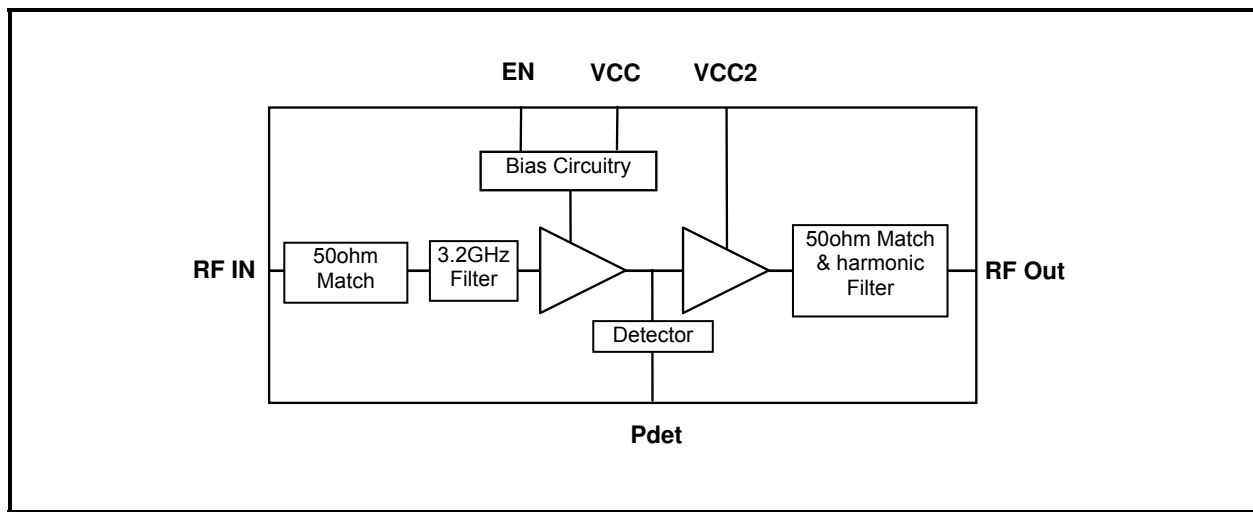 EN VCC VCC2
Bias Circuitry
RF IN
50ohm
Match
3.2GHz
Filter
50ohm Match
& harmonic
Filter
RF Out
Detector
Pdet